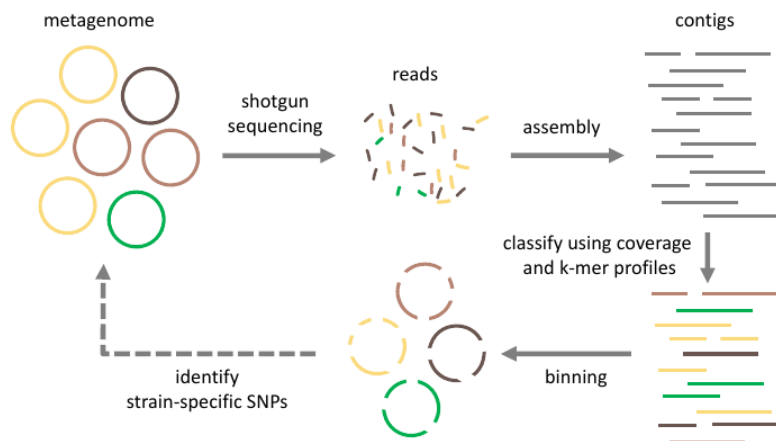 metagenome
shotgun
sequencing
reads
assembly
contigs
classify using coverage
and k-mer profiles
binning
identify
strain-specific SNPs